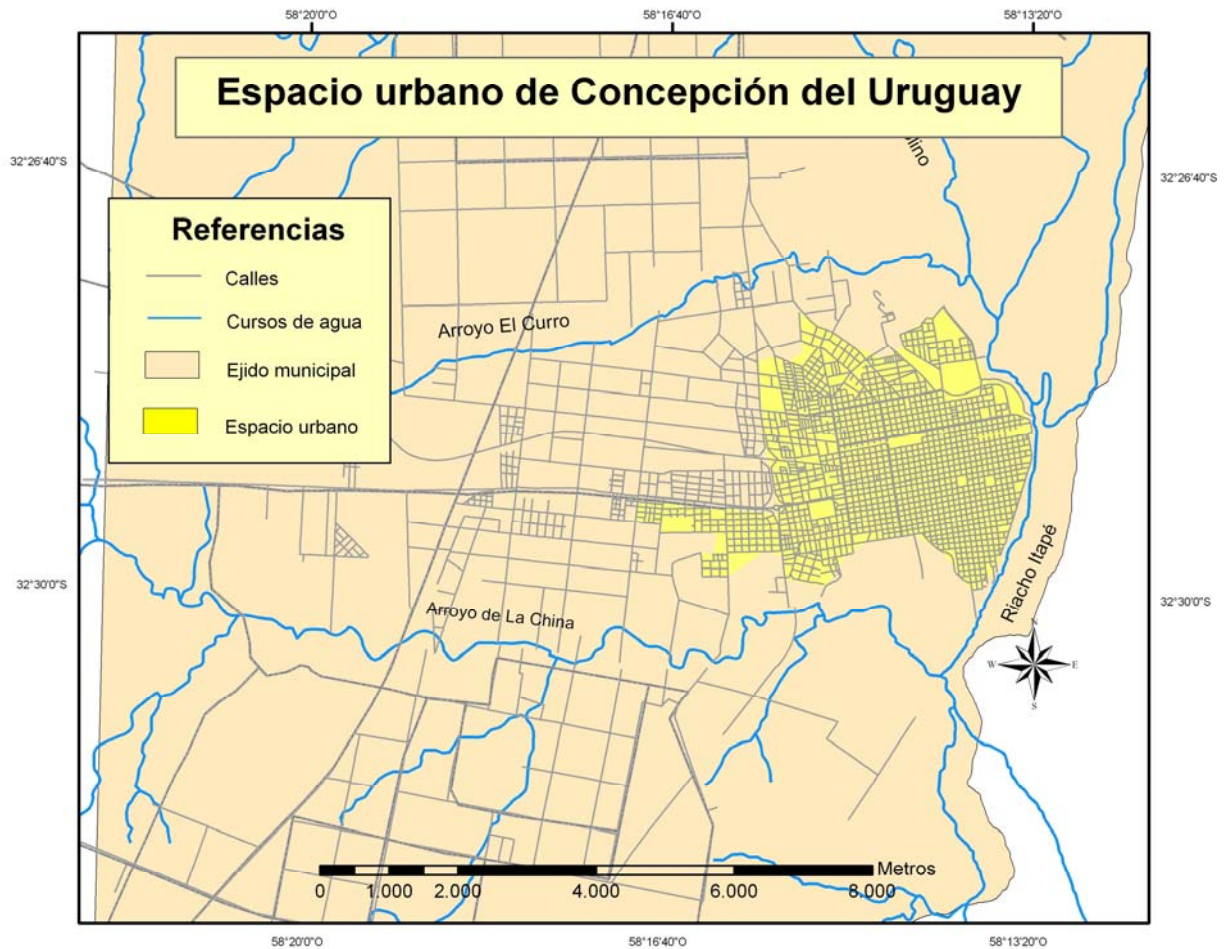 58°20'0"O
58°16'40"O
58°13'20"O
Espacio urbano de Concepción del Uruguay
32°26'40"S
32°26'40"S
Referencias
Calles
Cursos de agua
Ejido municipal
Espacio urbano
Arroyo El Curro
32°30'0"S
32°30'0"S
Riacho Itapé
Arroyo de La China
N
W
E
S
Metros
0
1.000
2.000
4.000
6.000
8.000
58°20'0"O
58°16'40"O
58°13'20"O